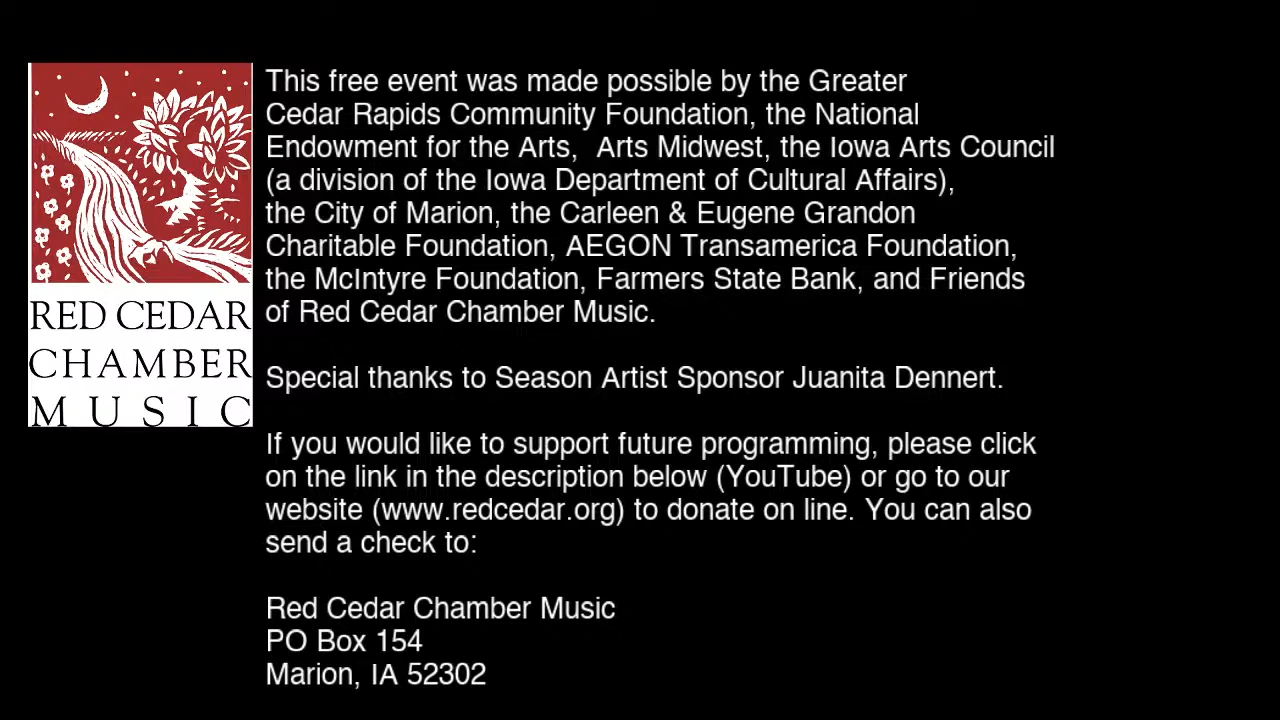 RED CEDAR
CHAMBER
MUSIC
This free event was made possible by the Greater
Cedar Rapids Community Foundation, the National
Endowment for the Arts,  Arts Midwest, the Iowa Arts Council
(a division of the Iowa Department of Cultural Affairs),
the City of Marion, the Carleen & Eugene Grandon
Charitable Foundation, AEGON Transamerica Foundation,
the McIntyre Foundation, Farmers State Bank, and Friends
of Red Cedar Chamber Music.
Special thanks to Season Artist Sponsor Juanita Dennert.
If you would like to support future programming, please click
on the link in the description below (YouTube) or go to our
website (www.redcedar.org) to donate on line. You can also
send a check to:
Red Cedar Chamber Music
PO Box 154
Marion, IA 52302